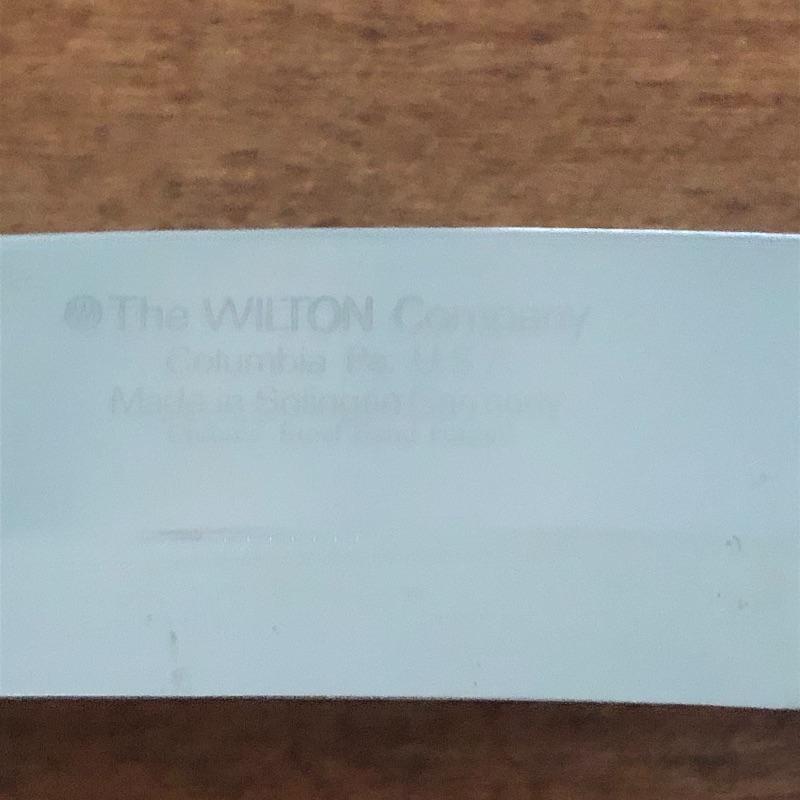 The WILTON Company
Columbia Pa. U.S.A
Made in Solingen Germany